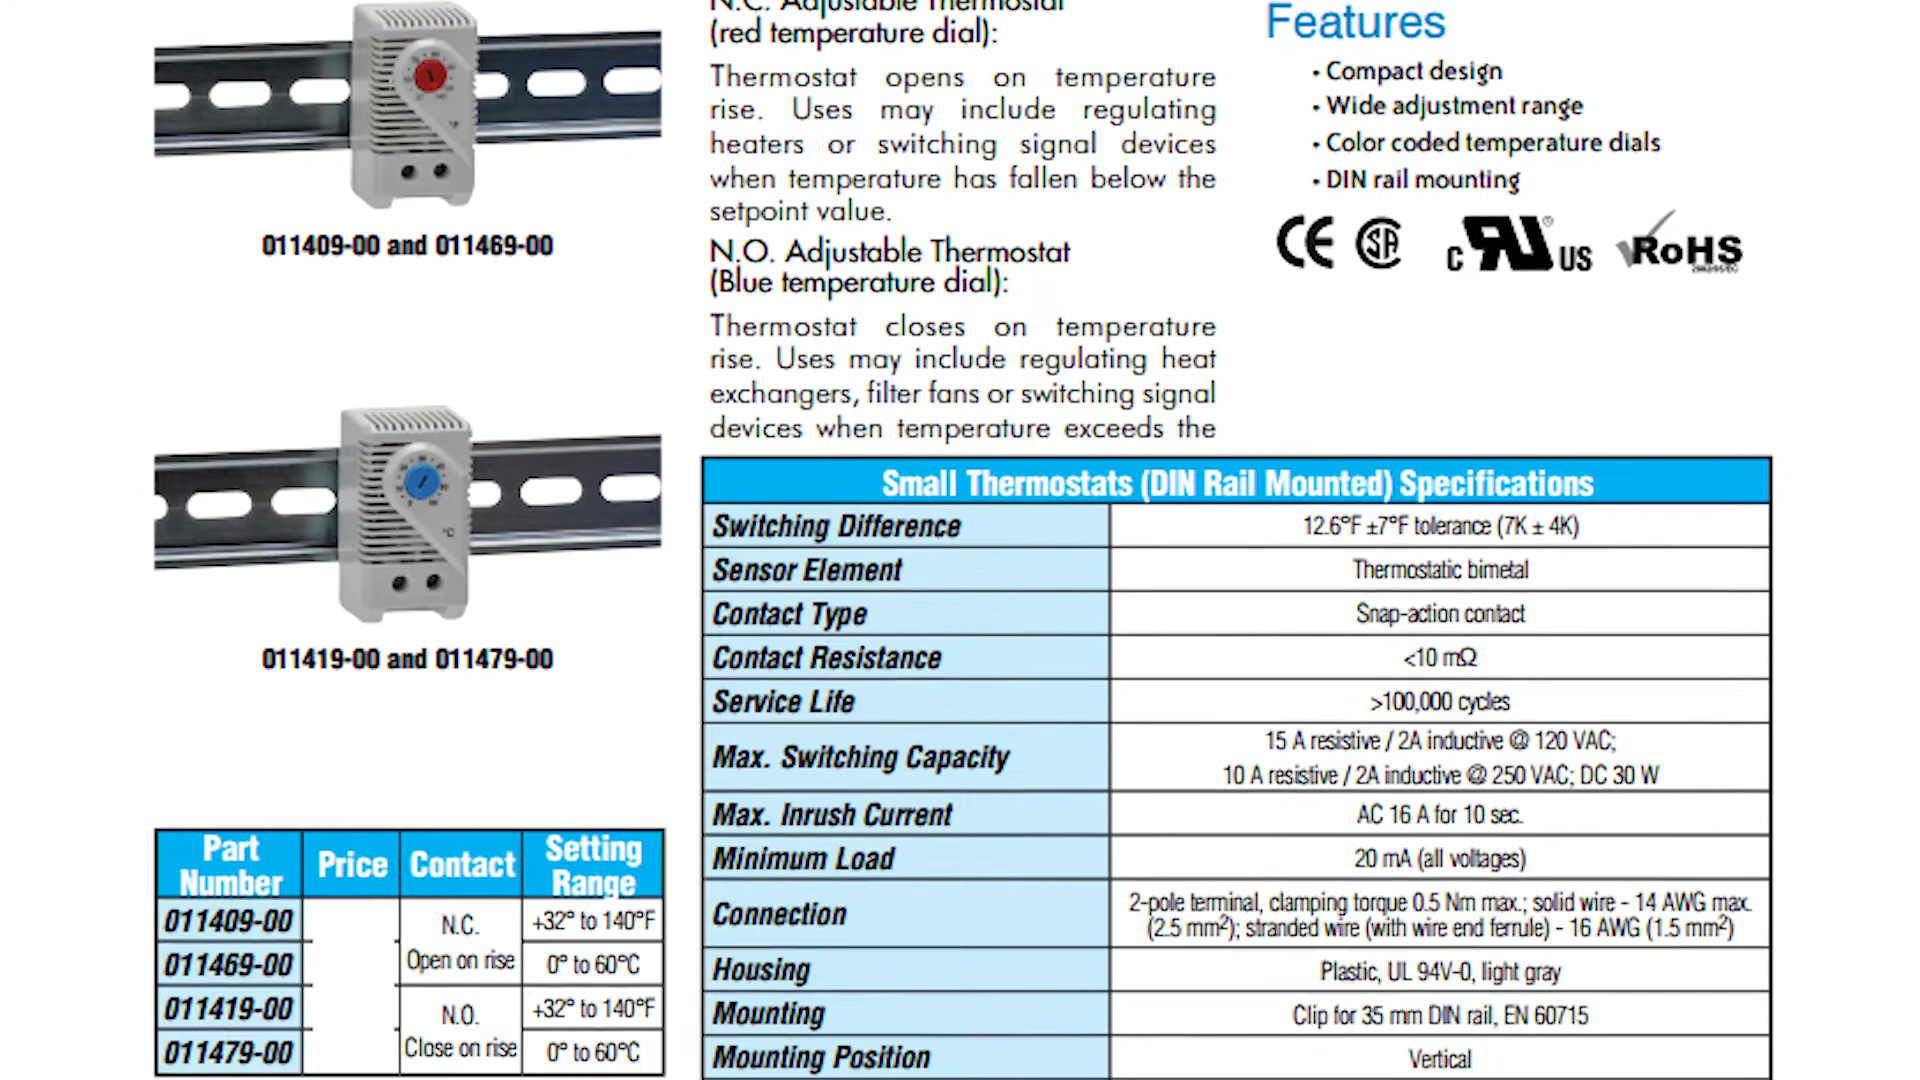 N.C. Adjustable Thermostat
(red temperature dial):
Thermostat opens on temperature
rise. Uses may include regulating
heaters or switching signal devices
when temperature has fallen below the
setpoint value.
N.O. Adjustable Thermostat
(Blue temperature dial):
Thermostat closes on temperature
rise. Uses may include regulating heat
exchangers, filter fans or switching signal
devices when temperature exceeds the
Features
• Compact design
• Wide adjustment range
• Color coded temperature dials
• DIN rail mounting
CE SA C RU ® US RoHS
°F
011409-00 and 011469-00
°C
011419-00 and 011479-00
Part Number Price Contact Setting Range
011409-00 N.C. +32° to 140°F
011469-00 Open on rise 0° to 60°C
011419-00 N.O. +32° to 140°F
011479-00 Close on rise 0° to 60°C
Small Thermostats (DIN Rail Mounted) Specifications
Switching Difference 12.6°F ±7°F tolerance (7K ± 4K)
Sensor Element Thermostatic bimetal
Contact Type Snap-action contact
Contact Resistance <10 mΩ
Service Life >100,000 cycles
Max. Switching Capacity 15 A resistive / 2A inductive @ 120 VAC;
10 A resistive / 2A inductive @ 250 VAC; DC 30 W
Max. Inrush Current AC 16 A for 10 sec.
Minimum Load 20 mA (all voltages)
Connection 2-pole terminal, clamping torque 0.5 Nm max.; solid wire - 14 AWG max.
(2.5 mm²); stranded wire (with wire end ferrule) - 16 AWG (1.5 mm²)
Housing Plastic, UL 94V-0, light gray
Mounting Clip for 35 mm DIN rail, EN 60715
Mounting Position Vertical